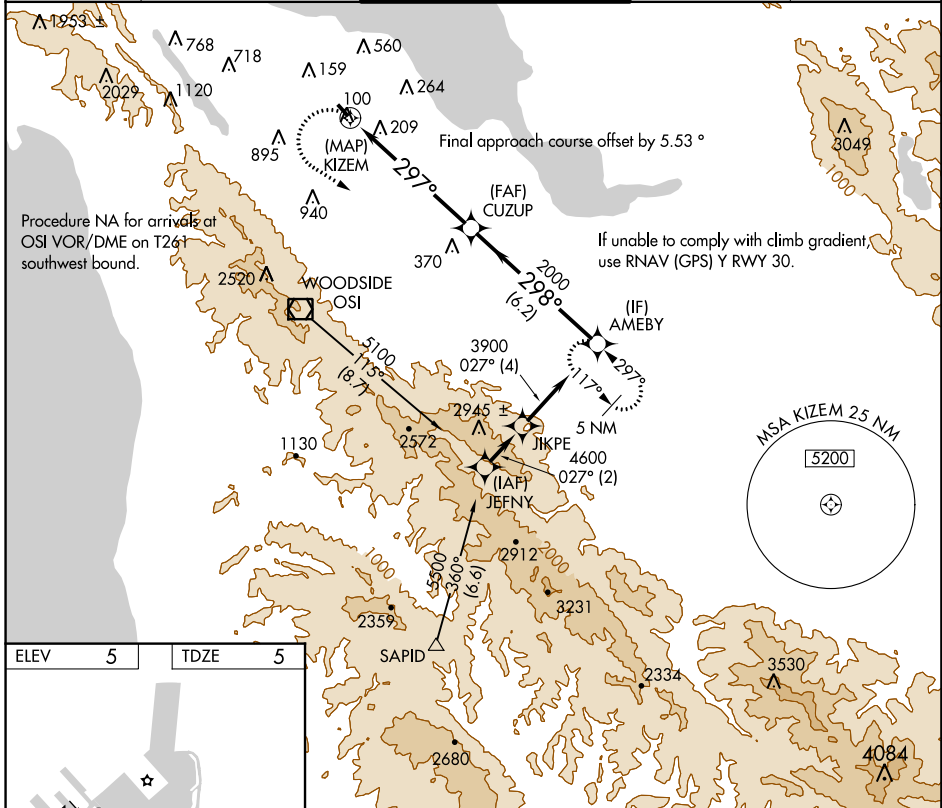 1953 ±
768
560
718
159
2029
1120
264
100
209
3049
895
(MAP)
KIZEM
Final approach course offset by 5.53 °
1000
297°
(FAF)
CUZUP
940
Procedure NA for arrivals at
OSI VOR/DME on T261
southwest bound.
If unable to comply with climb gradient,
use RNAV (GPS) Y RWY 30.
370
2000
298°
(6.2)
2520
WOODSIDE
OSI
(IF)
AMEBY
5100
115°
(8.7)
3900
027° (4)
297°
117°
5 NM
2945 ±
JIKPE
2572
1130
4600
027° (2)
(IAF)
JEFNY
MSA KIZEM 25 NM
5200
2912
2000
1000
5500
360°
(6.6)
3231
2359
SAPID
ELEV 5
TDZE 5
2334
3530
2680
4084